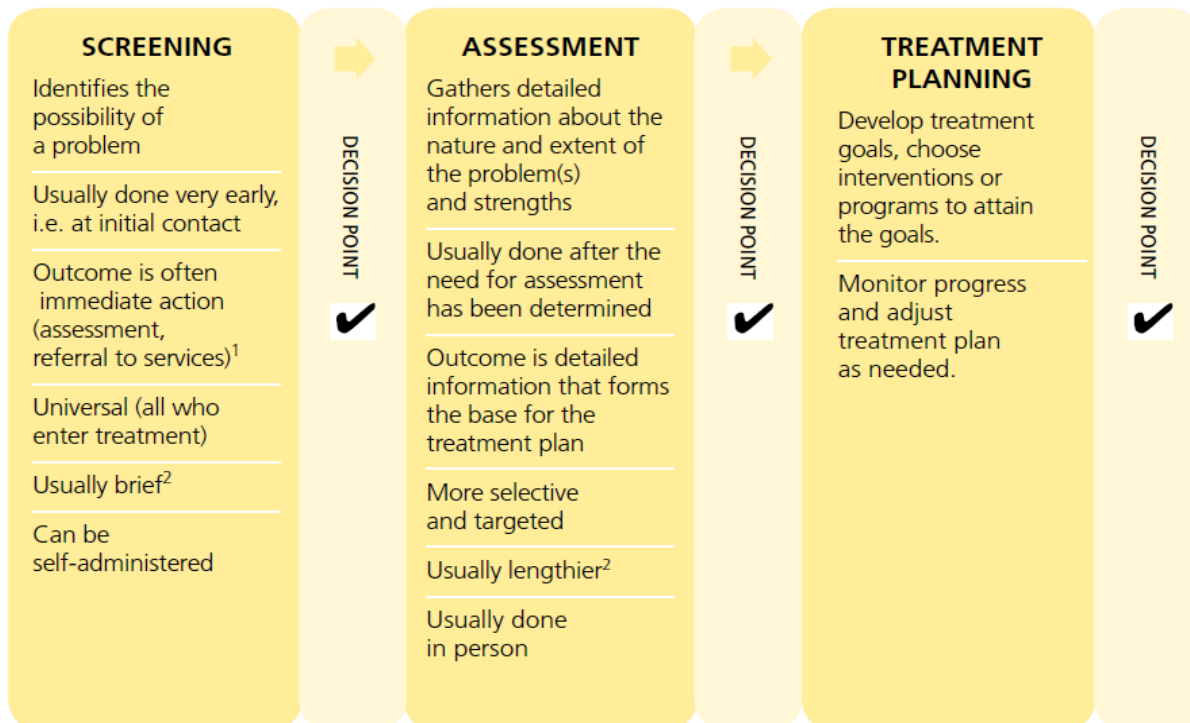 SCREENING
Identifies the
possibility of
a problem
Usually done very early,
i.e. at initial contact
Outcome is often
immediate action
(assessment,
referral to services)1
Universal (all who
enter treatment)
Usually brief2
Can be
self-administered
DECISION POINT
ASSESSMENT
Gathers detailed
information about the
nature and extent of
the problem(s)
and strengths
Usually done after the
need for assessment
has been determined
Outcome is detailed
information that forms
the base for the
treatment plan
More selective
and targeted
Usually lengthier2
Usually done
in person
DECISION POINT
TREATMENT
PLANNING
Develop treatment
goals, choose
interventions or
programs to attain
the goals.
Monitor progress
and adjust
treatment plan
as needed.
DECISION POINT